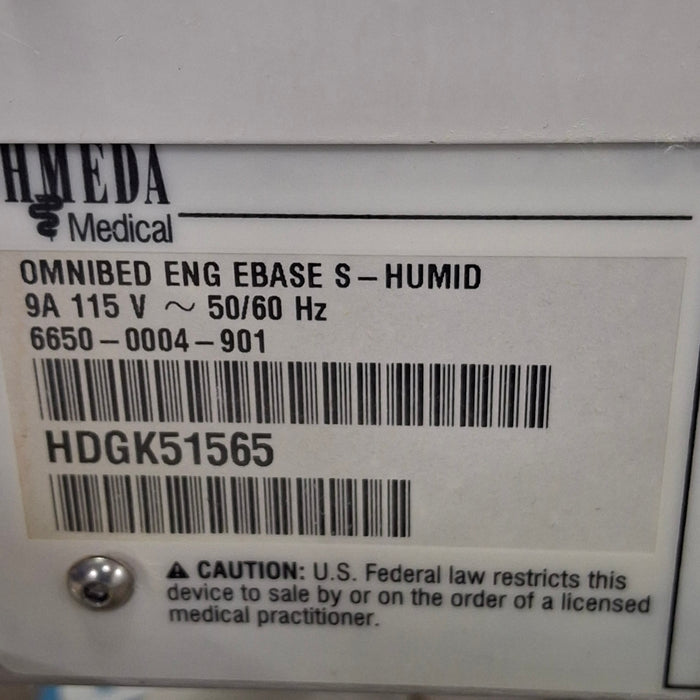 HMEDA
Medical
OMNIBED ENG EBASE S-HUMID
9A 115 V ~ 50/60 Hz
6650-0004-901
HDGK51565
⚠ CAUTION: U.S. Federal law restricts this
device to sale by or on the order of a licensed
medical practitioner.